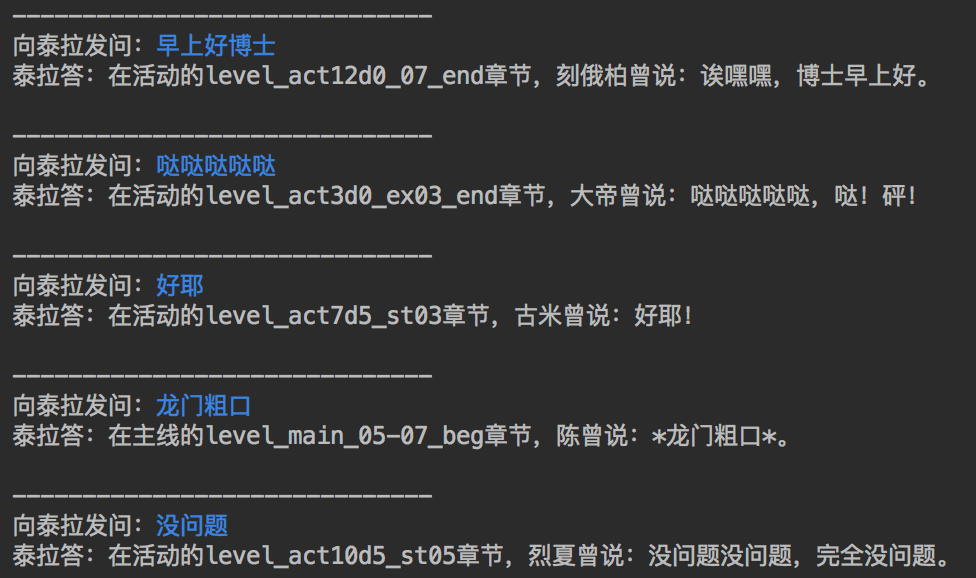 ------------------------------
向泰拉发问：早上好博士
泰拉答：在活动的level_act12d0_07_end章节，刻俄柏曾说：诶嘿嘿，博士早上好。
------------------------------
向泰拉发问：哒哒哒哒哒
泰拉答：在活动的level_act3d0_ex03_end章节，大帝曾说：哒哒哒哒哒，哒！砰！
------------------------------
向泰拉发问：好耶
泰拉答：在活动的level_act7d5_st03章节，古米曾说：好耶！
------------------------------
向泰拉发问：龙门粗口
泰拉答：在主线的level_main_05-07_beg章节，陈曾说：*龙门粗口*。
------------------------------
向泰拉发问：没问题
泰拉答：在活动的level_act10d5_st05章节，烈夏曾说：没问题没问题，完全没问题。